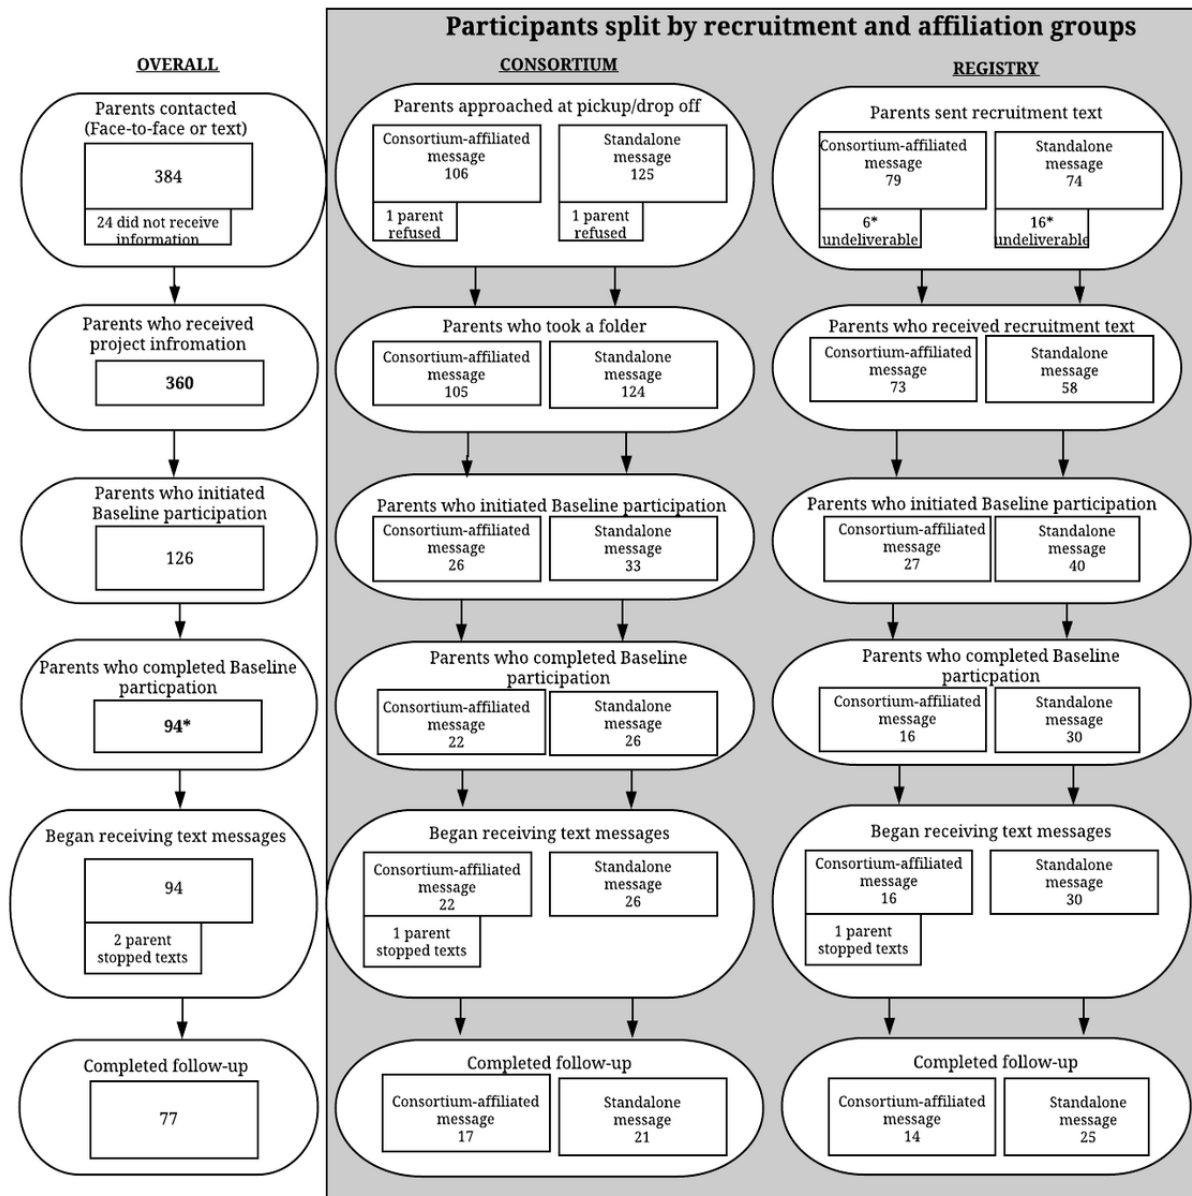 Participants split by recruitment and affiliation groups
OVERALL
Parents contacted
(Face-to-face or text)
384
24 did not receive
information
Parents who received
project infromation
360
Parents who initiated
Baseline participation
126
Parents who completed Baseline
particpation
94*
Began receiving text messages
94
2 parent
stopped texts
Completed follow-up
77
CONSORTIUM
Parents approached at pickup/drop off
Consortium-affiliated
message
106
1 parent
refused
Standalone
message
125
1 parent
refused
Parents who took a folder
Consortium-affiliated
message
105
Standalone
message
124
Parents who initiated Baseline participation
Consortium-affiliated
message
26
Standalone
message
33
Parents who completed Baseline
participation
Consortium-affiliated
message
22
Standalone
message
26
Began receiving text messages
Consortium-affiliated
message
22
1 parent
stopped texts
Standalone
message
26
Completed follow-up
Consortium-affiliated
message
17
Standalone
message
21
REGISTRY
Parents sent recruitment text
Consortium-affiliated
message
79
6*
undeliverable
Standalone
message
74
16*
undeliverable
Parents who received recruitment text
Consortium-affiliated
message
73
Standalone
message
58
Parents who initiated Baseline participation
Consortium-affiliated
message
27
Standalone
message
40
Parents who completed Baseline
particpation
Consortium-affiliated
message
16
Standalone
message
30
Began receiving text messages
Consortium-affiliated
message
16
1 parent
stopped texts
Standalone
message
30
Completed follow-up
Consortium-affiliated
message
14
Standalone
message
25